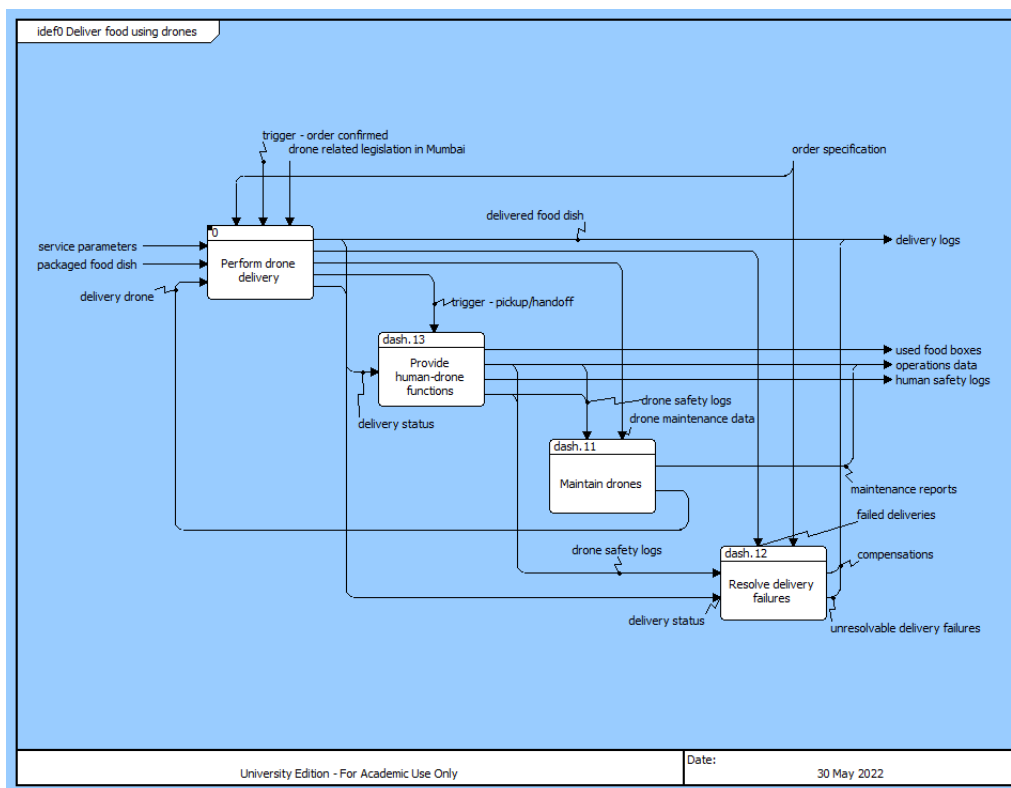 idef0 Deliver food using drones
trigger - order confirmed
drone related legislation in Mumbai
order specification
delivered food dish
0
service parameters
delivery logs
packaged food dish
Perform drone
delivery
delivery drone
trigger - pickup/handoff
dash.13
used food boxes
Provide
human-drone
functions
operations data
human safety logs
drone safety logs
delivery status
drone maintenance data
dash.11
Maintain drones
maintenance reports
failed deliveries
drone safety logs
dash.12
compensations
Resolve delivery
failures
delivery status
unresolvable delivery failures
Date:
University Edition - For Academic Use Only
30 May 2022